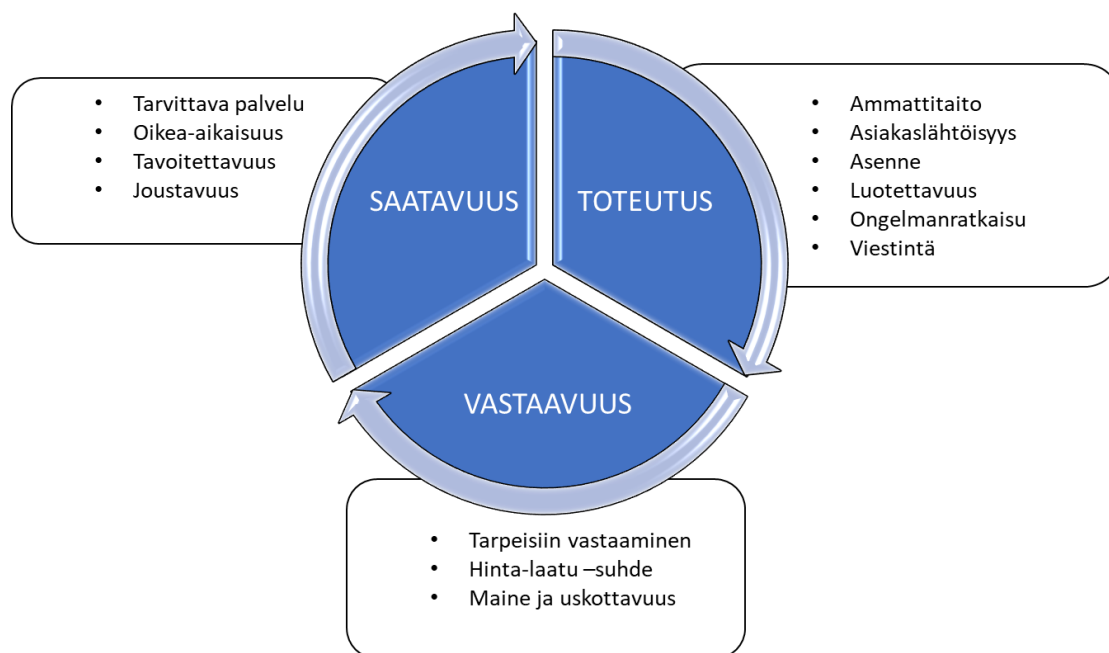 • Tarvittava palvelu
• Oikea-aikaisuus
• Tavoitettavuus
• Joustavuus
SAATAVUUS
TOTEUTUS
• Ammattitaito
• Asiakaslähtöisyys
• Asenne
• Luotettavuus
• Ongelmanratkaisu
• Viestintä
VASTAAVUUS
• Tarpeisiin vastaaminen
• Hinta-laatu –suhde
• Maine ja uskottavuus